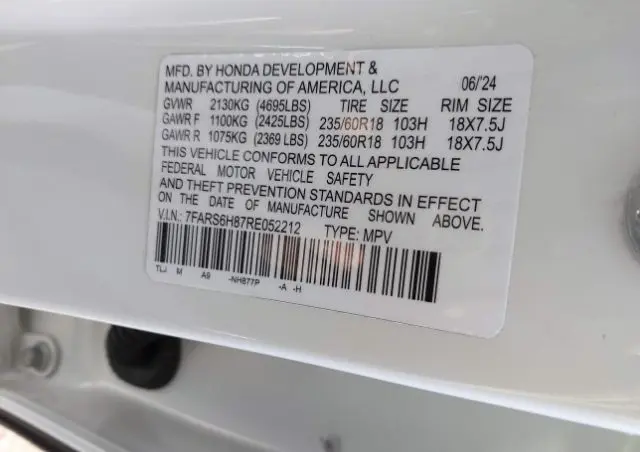 MFD. BY HONDA DEVELOPMENT &
MANUFACTURING OF AMERICA, LLC 06/'24
GVWR 2130KG (4695LBS) TIRE SIZE RIM SIZE
GAWR F 1100KG (2425LBS) 235/60R18 103H 18X7.5J
GAWR R 1075KG (2369LBS) 235/60R18 103H 18X7.5J
THIS VEHICLE CONFORMS TO ALL APPLICABLE
FEDERAL MOTOR VEHICLE SAFETY
AND THEFT PREVENTION STANDARDS IN EFFECT
ON THE DATE OF MANUFACTURE SHOWN ABOVE.
V.I.N.: 7FARS6H87RE052212 TYPE: MPV
TLJ M A9 -NH877P -A -H